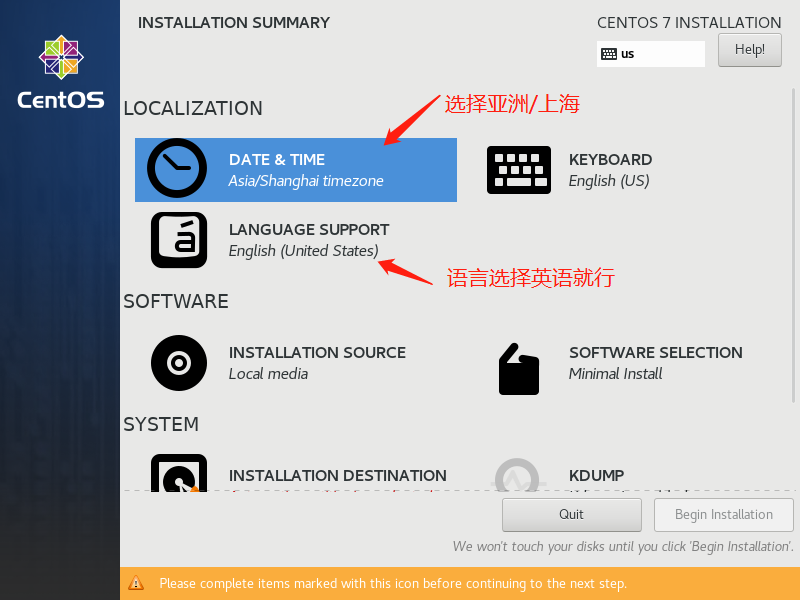 INSTALLATION SUMMARY
CENTOS 7 INSTALLATION
us
Help!
CentOS
LOCALIZATION
选择亚洲/上海
DATE & TIME
Asia/Shanghai timezone
KEYBOARD
English (US)
LANGUAGE SUPPORT
English (United States)
语言选择英语就行
SOFTWARE
INSTALLATION SOURCE
Local media
SOFTWARE SELECTION
Minimal Install
SYSTEM
INSTALLATION DESTINATION
KDUMP
Quit
Begin Installation
We won't touch your disks until you click 'Begin Installation'.
Please complete items marked with this icon before continuing to the next step.